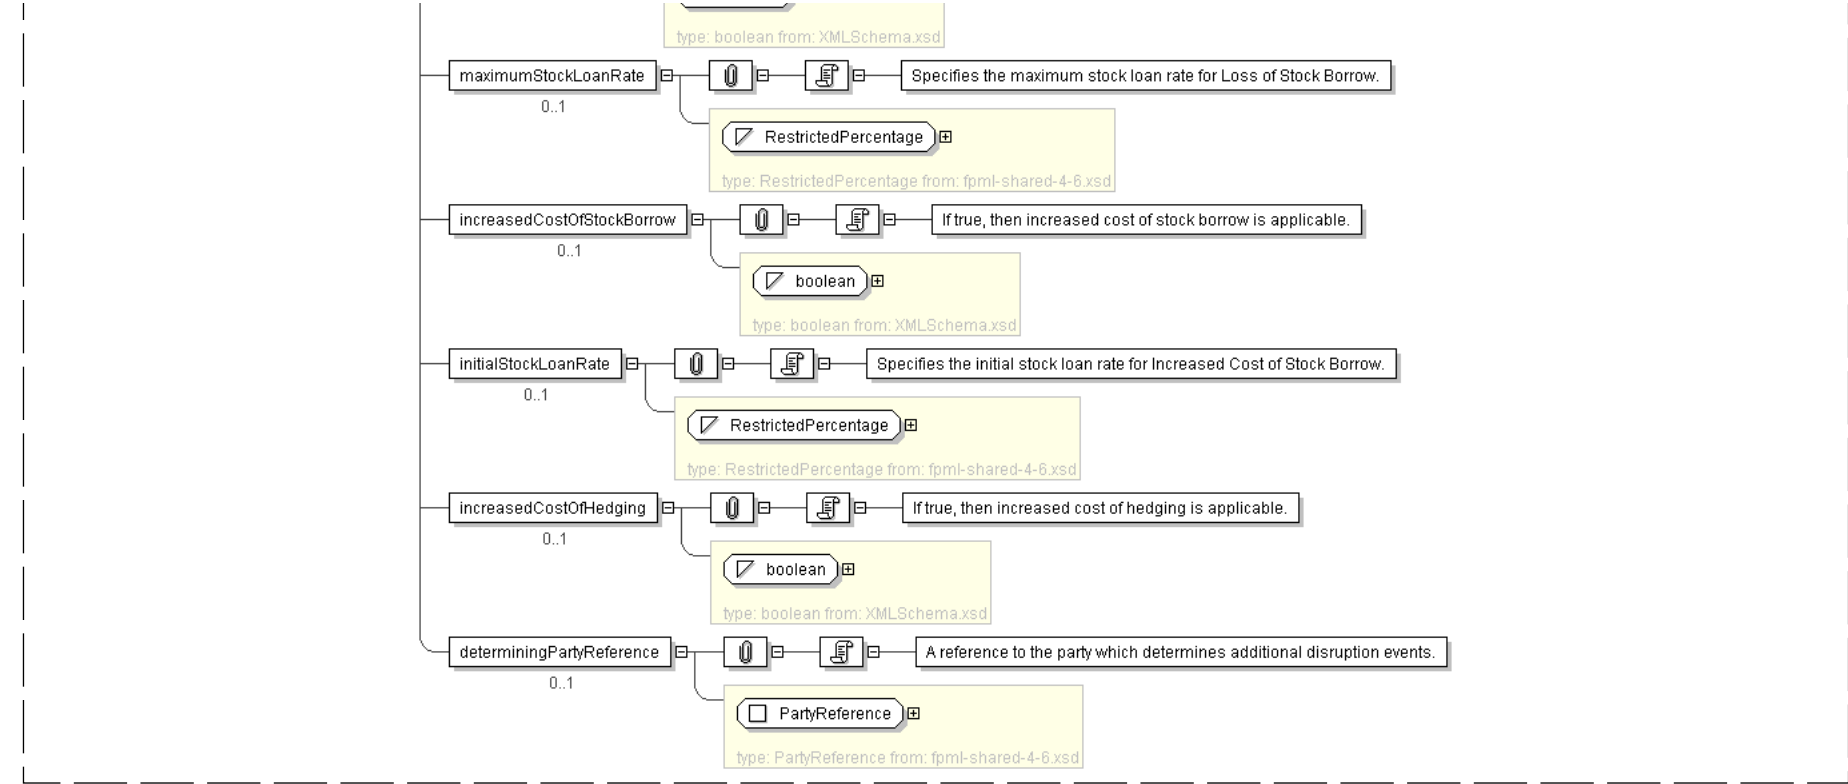 type: boolean from: XMLSchema.xsd
maximumStockLoanRate
Specifies the maximum stock loan rate for Loss of Stock Borrow.
0..1
RestrictedPercentage
type: RestrictedPercentage from: fpml-shared-4-6.xsd
increasedCostOfStockBorrow
If true, then increased cost of stock borrow is applicable.
0..1
boolean
type: boolean from: XMLSchema.xsd
initialStockLoanRate
Specifies the initial stock loan rate for Increased Cost of Stock Borrow.
0..1
RestrictedPercentage
type: RestrictedPercentage from: fpml-shared-4-6.xsd
increasedCostOfHedging
If true, then increased cost of hedging is applicable.
0..1
boolean
type: boolean from: XMLSchema.xsd
determiningPartyReference
A reference to the party which determines additional disruption events.
0..1
PartyReference
type: PartyReference from: fpml-shared-4-6.xsd